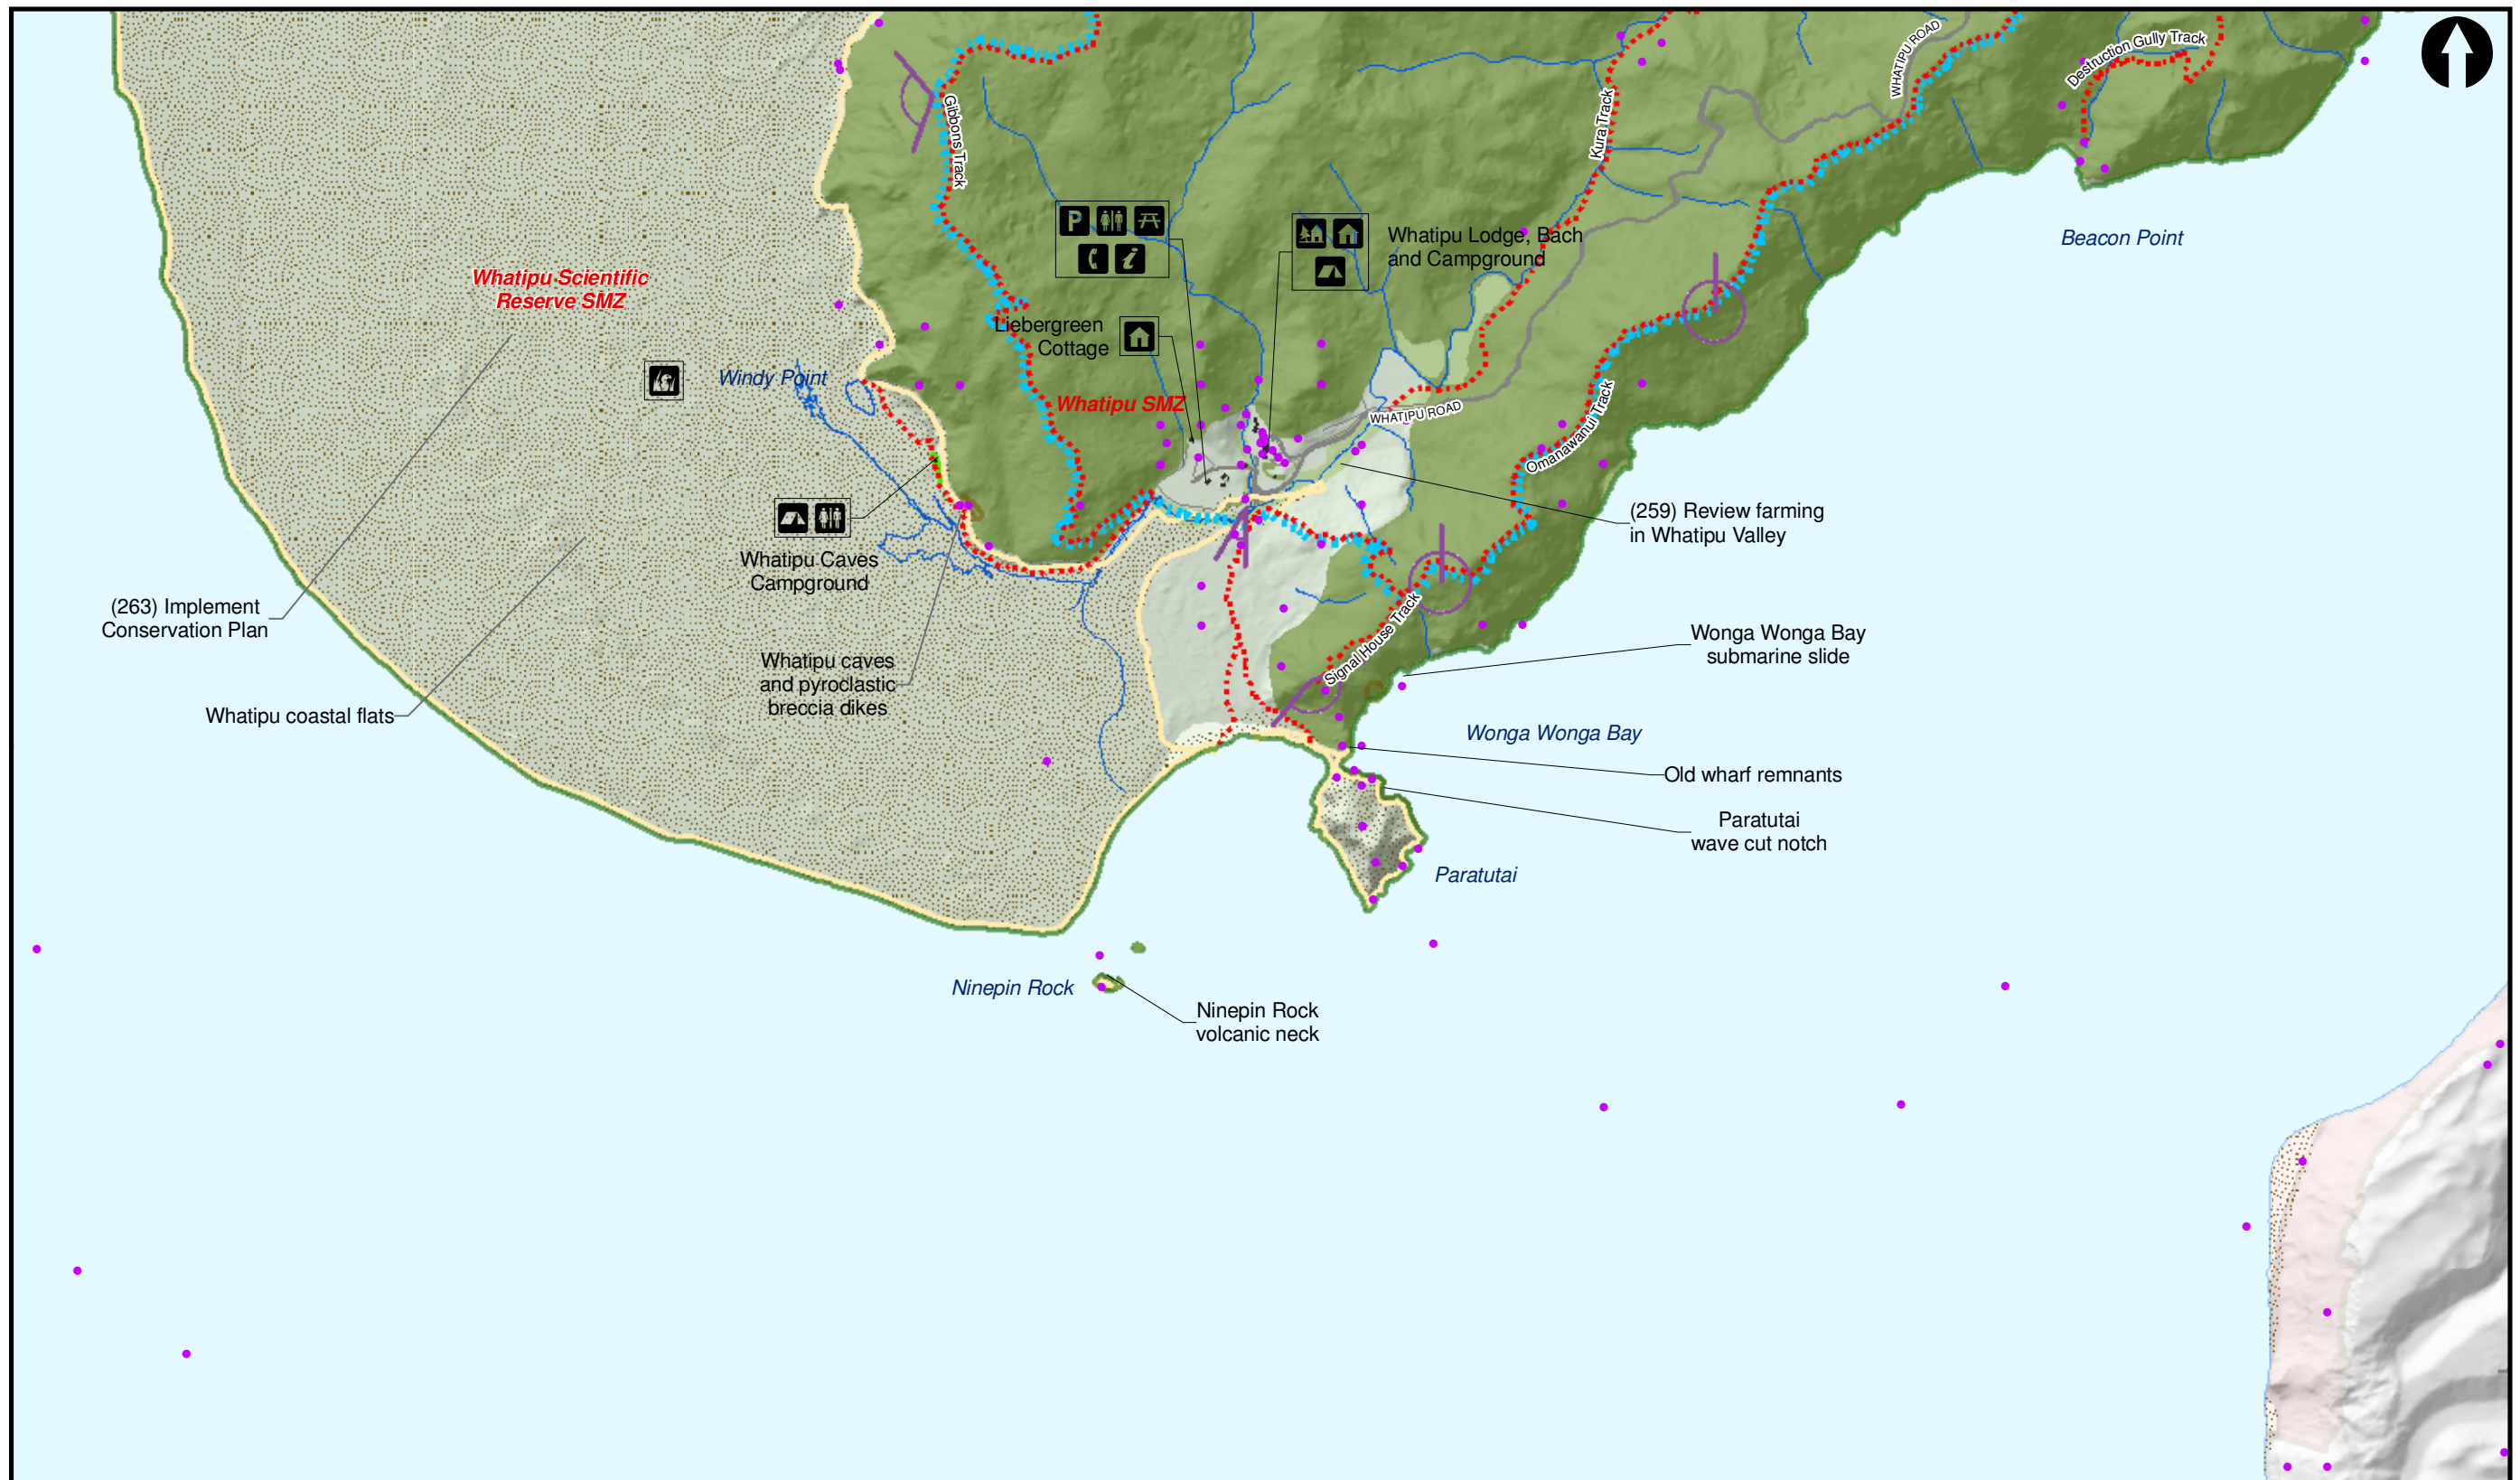 WHATIPU ROAD
Destruction Gully Track
Gibbons Track
Kura Track
P
i
Whatipu Lodge, Bach
and Campground
Beacon Point
Whatipu Scientific
Reserve SMZ
Liebergreen
Cottage
Windy Point
Whatipu SMZ
WHATIPU ROAD
Omanawanui Track
(259) Review farming
in Whatipu Valley
Whatipu Caves
Campground
(263) Implement
Conservation Plan
Signal House Track
Wonga Wonga Bay
submarine slide
Whatipu caves
and pyroclastic
breccia dikes
Whatipu coastal flats
Wonga Wonga Bay
Old wharf remnants
Paratutai
wave cut notch
Paratutai
Ninepin Rock
Ninepin Rock
volcanic neck